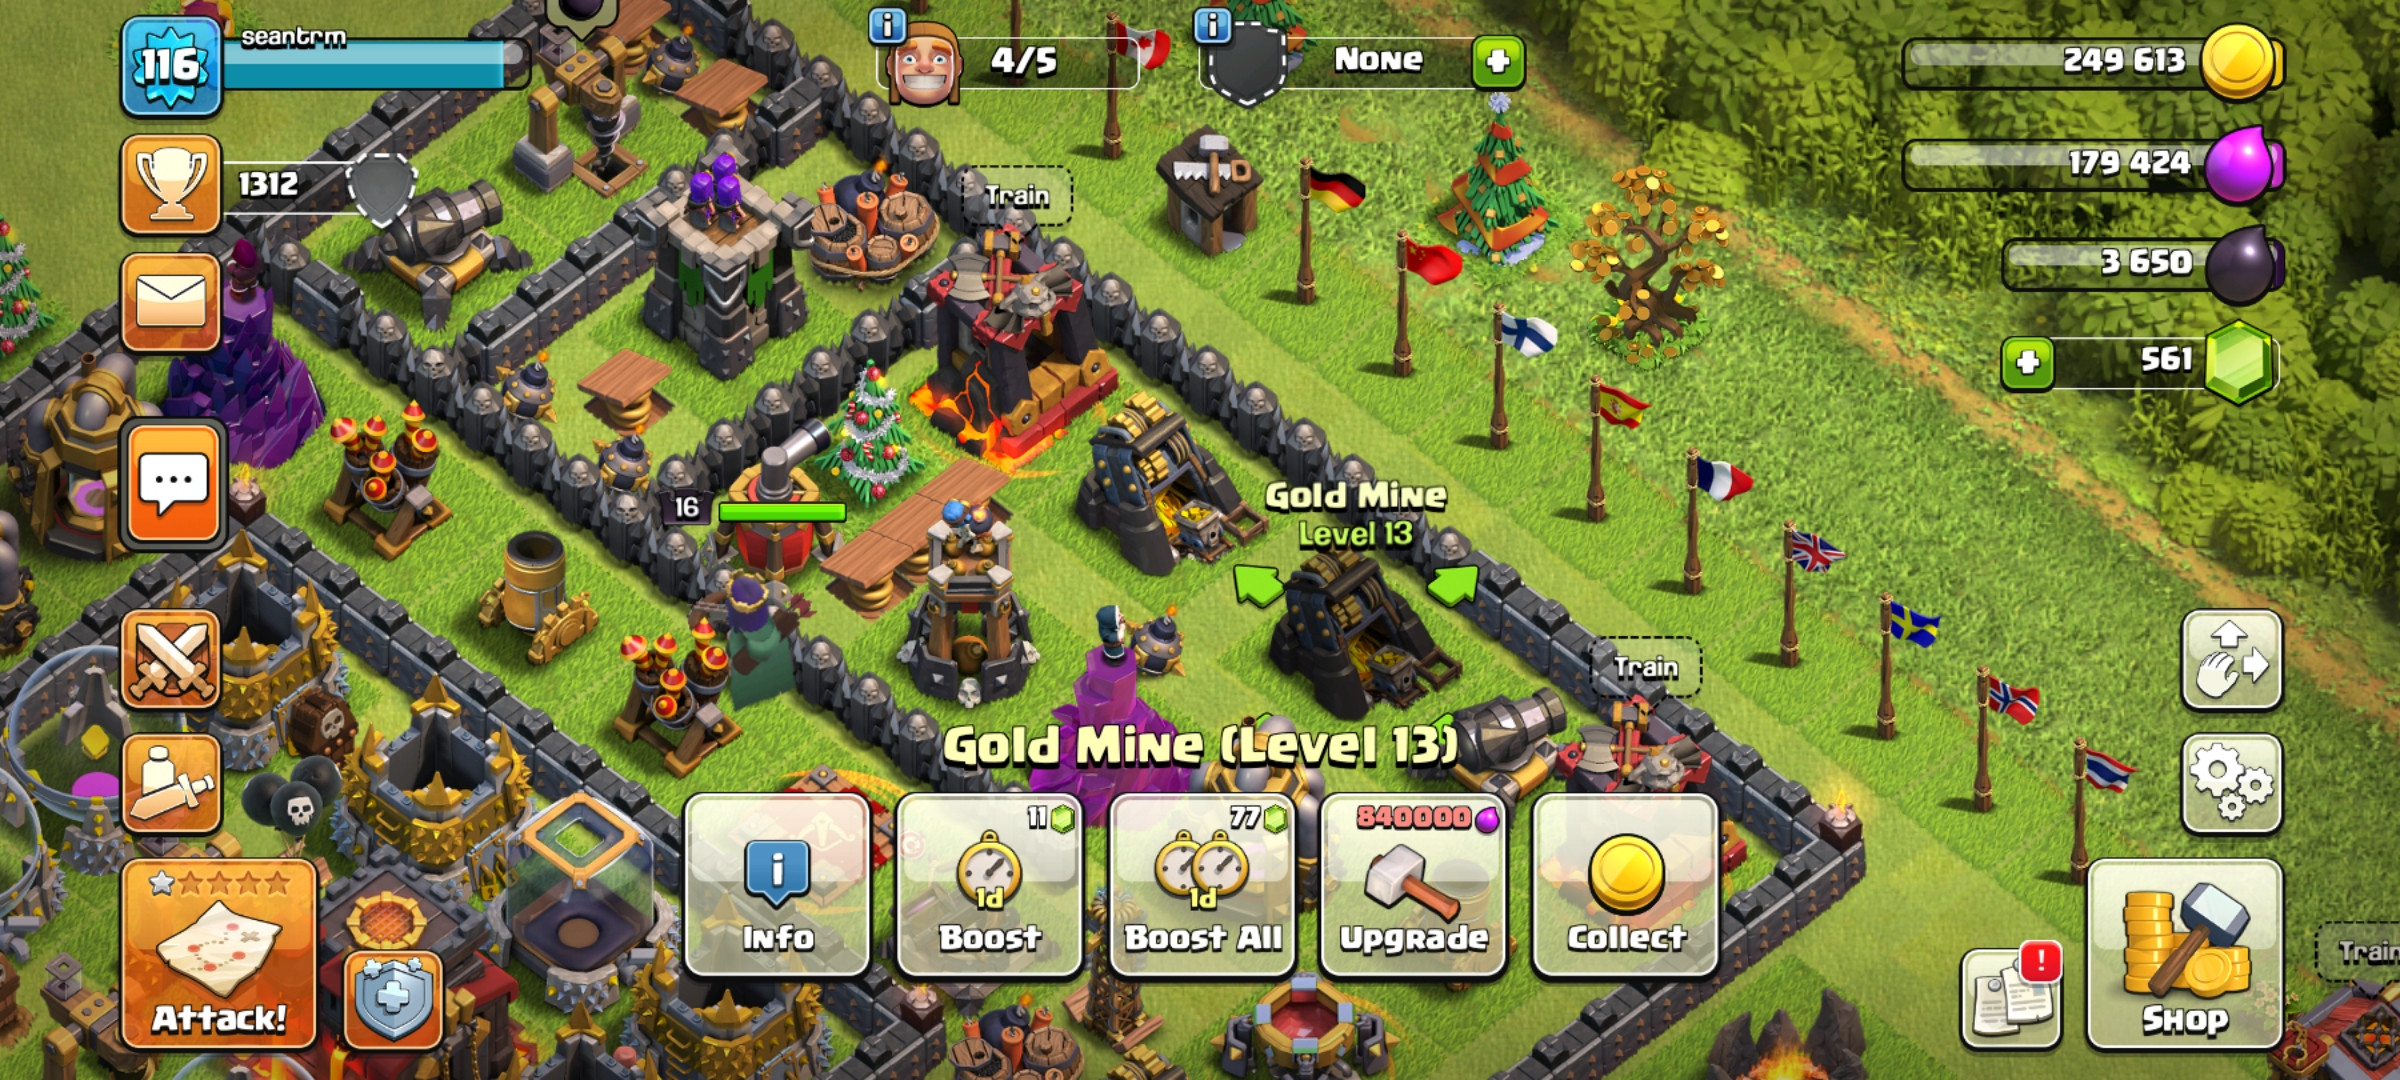 116
seantrm
4/5
None
249 613
1312
Train
179 424
3 650
561
16
Gold Mine
Level 13
Train
Gold Mine (Level 13)
11
77
840000
1d
1d
Info
Boost
Boost All
Upgrade
Collect
Train
!
Attack!
Shop